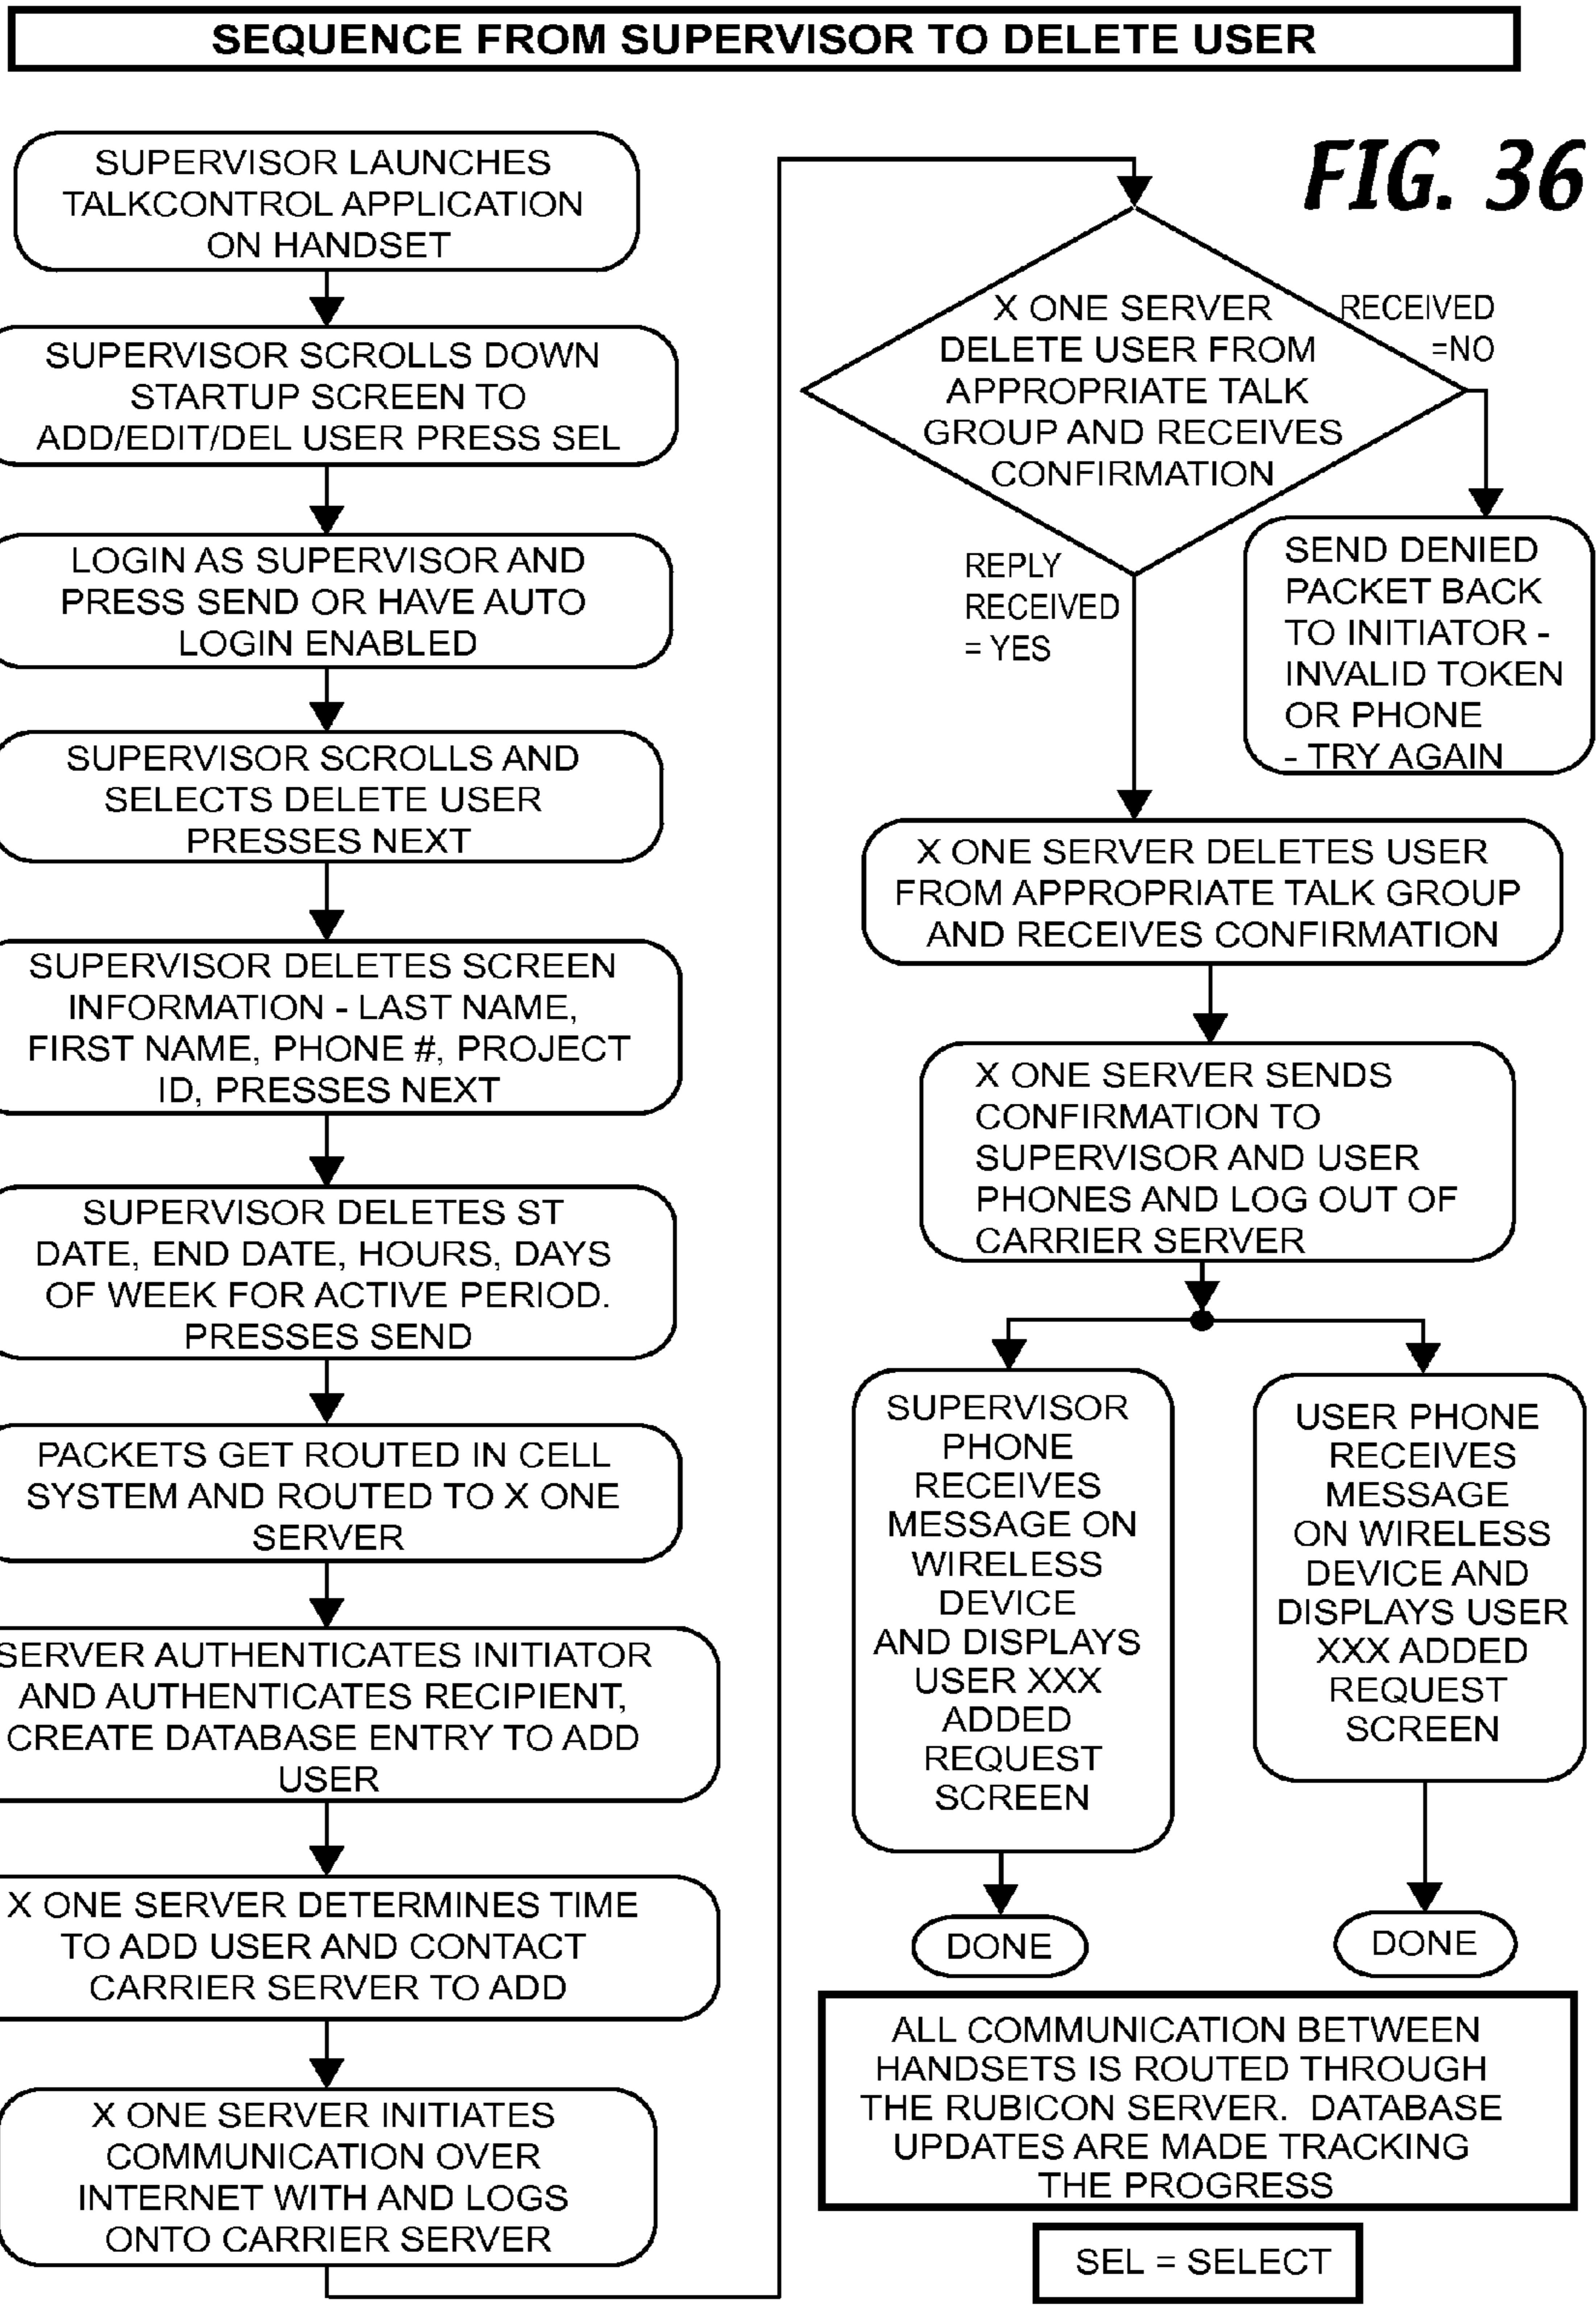 SEQUENCE FROM SUPERVISOR TO DELETE USER
FIG. 36
SUPERVISOR LAUNCHES
TALKCONTROL APPLICATION
ON HANDSET
SUPERVISOR SCROLLS DOWN
STARTUP SCREEN TO
ADD/EDIT/DEL USER PRESS SEL
LOGIN AS SUPERVISOR AND
PRESS SEND OR HAVE AUTO
LOGIN ENABLED
SUPERVISOR SCROLLS AND
SELECTS DELETE USER
PRESSES NEXT
SUPERVISOR DELETES SCREEN
INFORMATION - LAST NAME,
FIRST NAME, PHONE #, PROJECT
ID, PRESSES NEXT
SUPERVISOR DELETES ST
DATE, END DATE, HOURS, DAYS
OF WEEK FOR ACTIVE PERIOD.
PRESSES SEND
PACKETS GET ROUTED IN CELL
SYSTEM AND ROUTED TO X ONE
SERVER
SERVER AUTHENTICATES INITIATOR
AND AUTHENTICATES RECIPIENT,
CREATE DATABASE ENTRY TO ADD
USER
X ONE SERVER DETERMINES TIME
TO ADD USER AND CONTACT
CARRIER SERVER TO ADD
X ONE SERVER INITIATES
COMMUNICATION OVER
INTERNET WITH AND LOGS
ONTO CARRIER SERVER
X ONE SERVER
DELETE USER FROM
APPROPRIATE TALK
GROUP AND RECEIVES
CONFIRMATION
RECEIVED
=NO
SEND DENIED
PACKET BACK
TO INITIATOR -
INVALID TOKEN
OR PHONE
- TRY AGAIN
REPLY
RECEIVED
= YES
X ONE SERVER DELETES USER
FROM APPROPRIATE TALK GROUP
AND RECEIVES CONFIRMATION
X ONE SERVER SENDS
CONFIRMATION TO
SUPERVISOR AND USER
PHONES AND LOG OUT OF
CARRIER SERVER
SUPERVISOR
PHONE
RECEIVES
MESSAGE ON
WIRELESS
DEVICE
AND DISPLAYS
USER XXX
ADDED
REQUEST
SCREEN
DONE
USER PHONE
RECEIVES
MESSAGE
ON WIRELESS
DEVICE AND
DISPLAYS USER
XXX ADDED
REQUEST
SCREEN
DONE
ALL COMMUNICATION BETWEEN
HANDSETS IS ROUTED THROUGH
THE RUBICON SERVER. DATABASE
UPDATES ARE MADE TRACKING
THE PROGRESS
SEL = SELECT